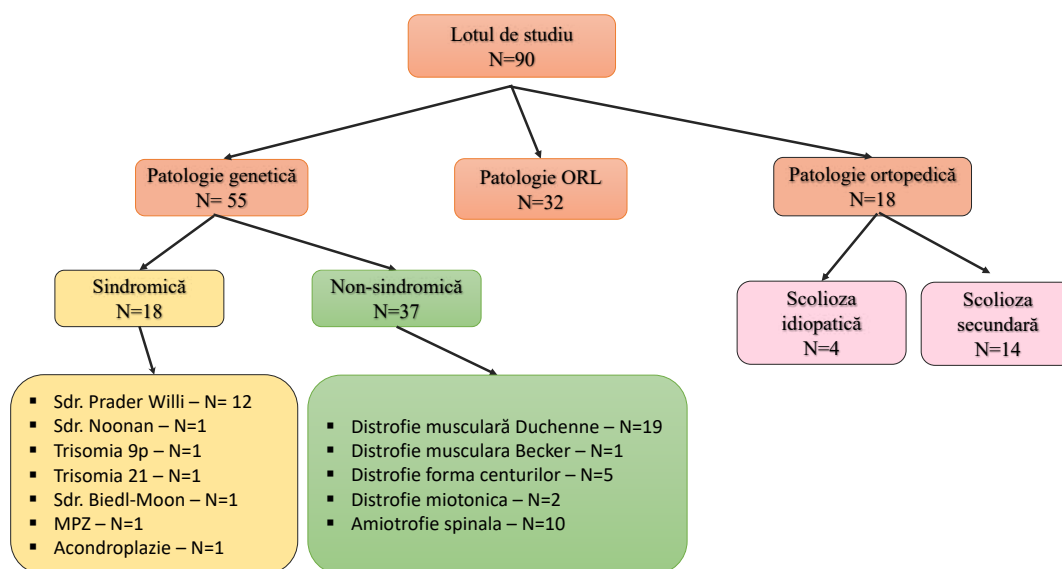 Lotul de studiu
N=90
Patologie genetică
N= 55
Patologie ORL
N=32
Patologie ortopedică
N=18
Sindromică
N=18
Non-sindromică
N=37
Scolioza
idiopatică
N=4
Scolioza
secundară
N=14
▪ Sdr. Prader Willi – N= 12
▪ Sdr. Noonan – N=1
▪ Trisomia 9p – N=1
▪ Trisomia 21 – N=1
▪ Sdr. Biedl-Moon – N=1
▪ MPZ – N=1
▪ Acondroplazie – N=1
▪ Distrofie musculară Duchenne – N=19
▪ Distrofie musculara Becker – N=1
▪ Distrofie forma centurilor – N=5
▪ Distrofie miotonica – N=2
▪ Amiotrofie spinala – N=10